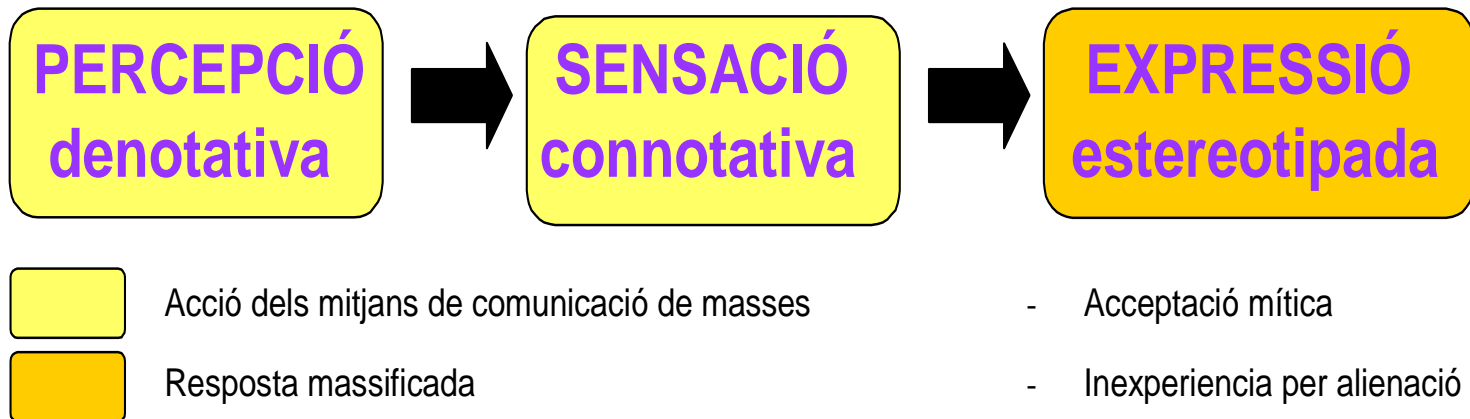 PERCEPCIÓ
denotativa
SENSACIÓ
connotativa
EXPRESSIÓ
estereotipada
Acció dels mitjans de comunicació de masses
- Acceptació mítica
Resposta massificada
- Inexperiencia per alienació